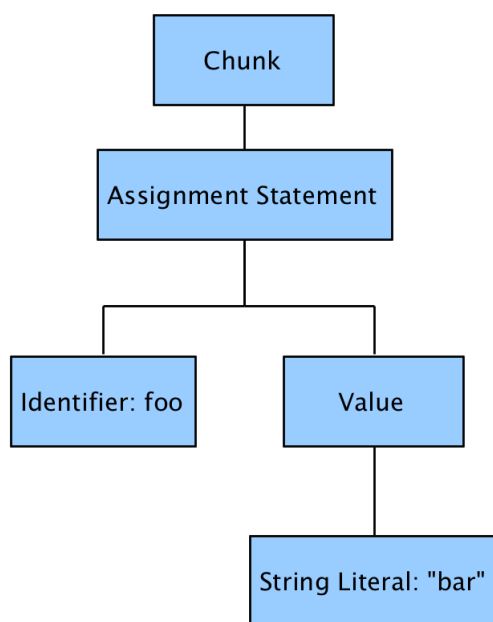 Chunk
Assignment Statement
Identifier: foo
Value
String Literal: "bar"